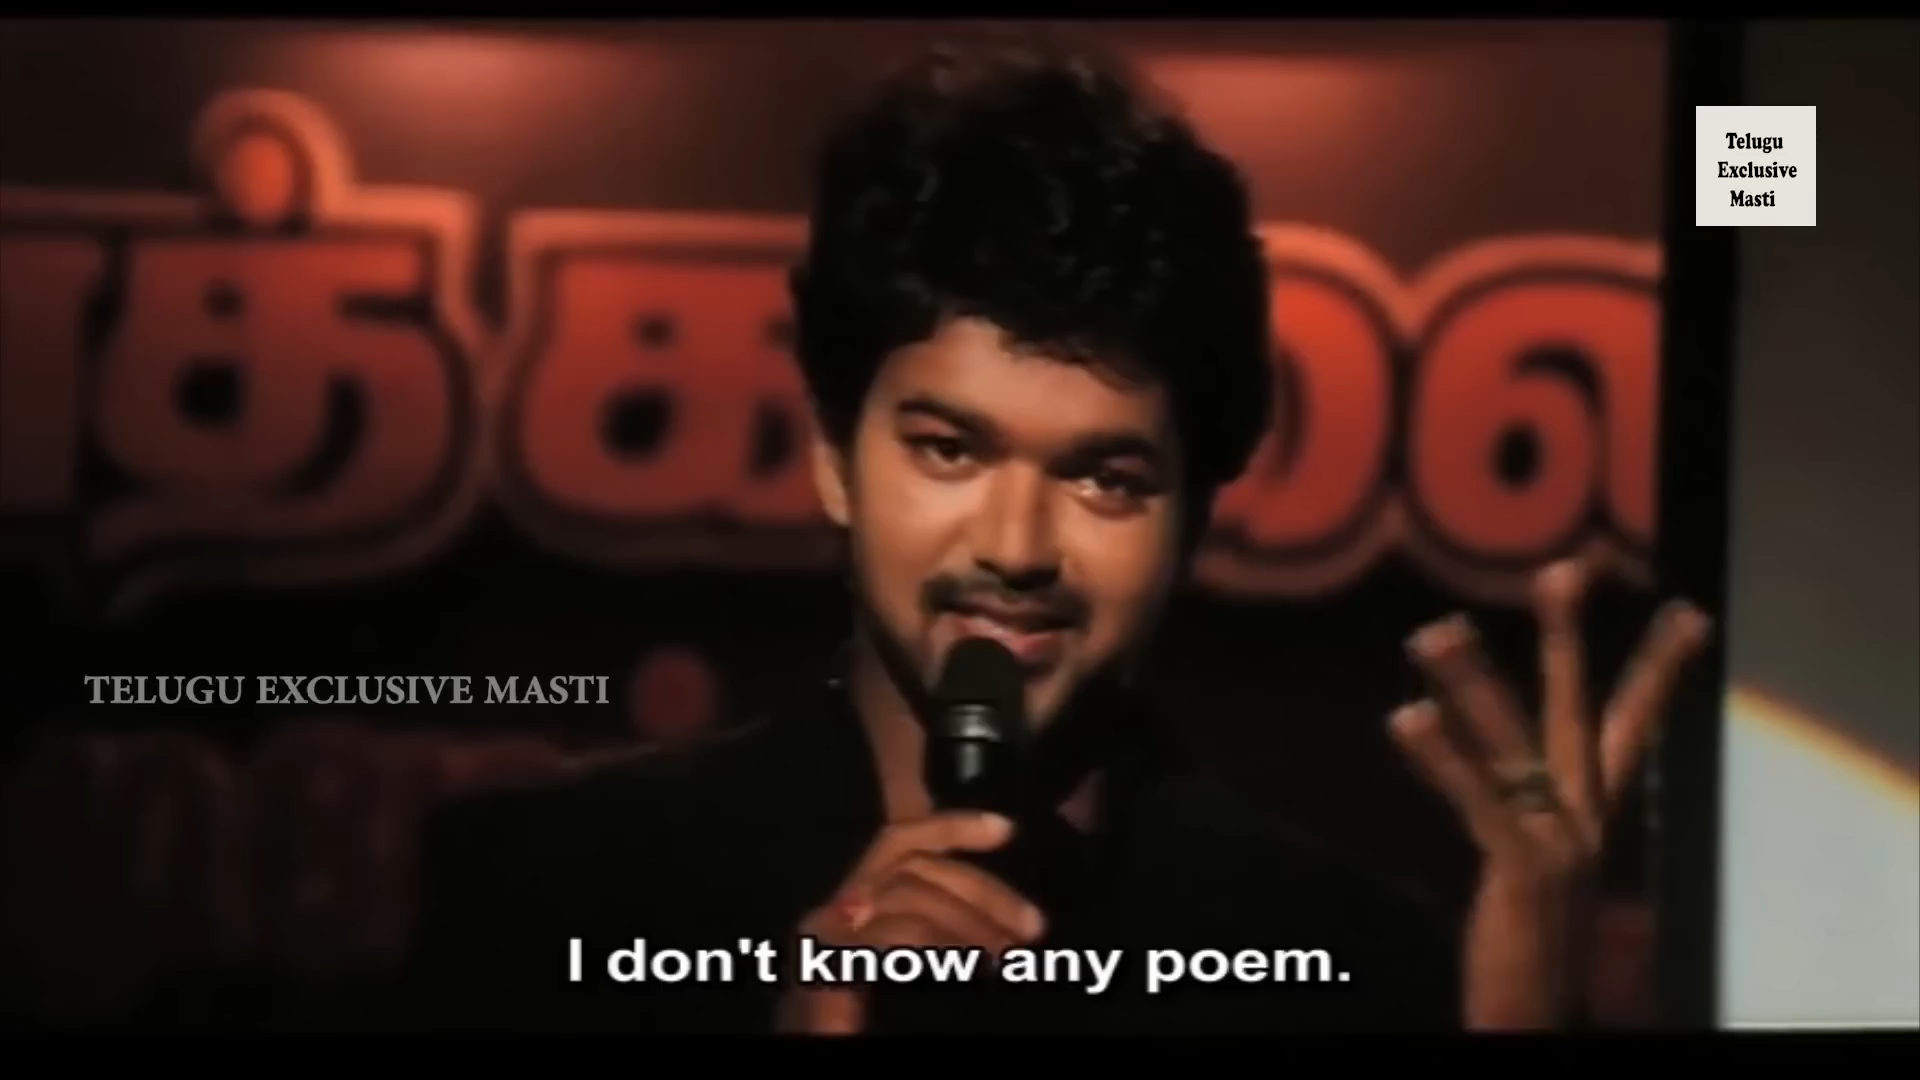 Telugu
Exclusive
Masti
த்க
TELUGU EXCLUSIVE MASTI
I don't know any poem.